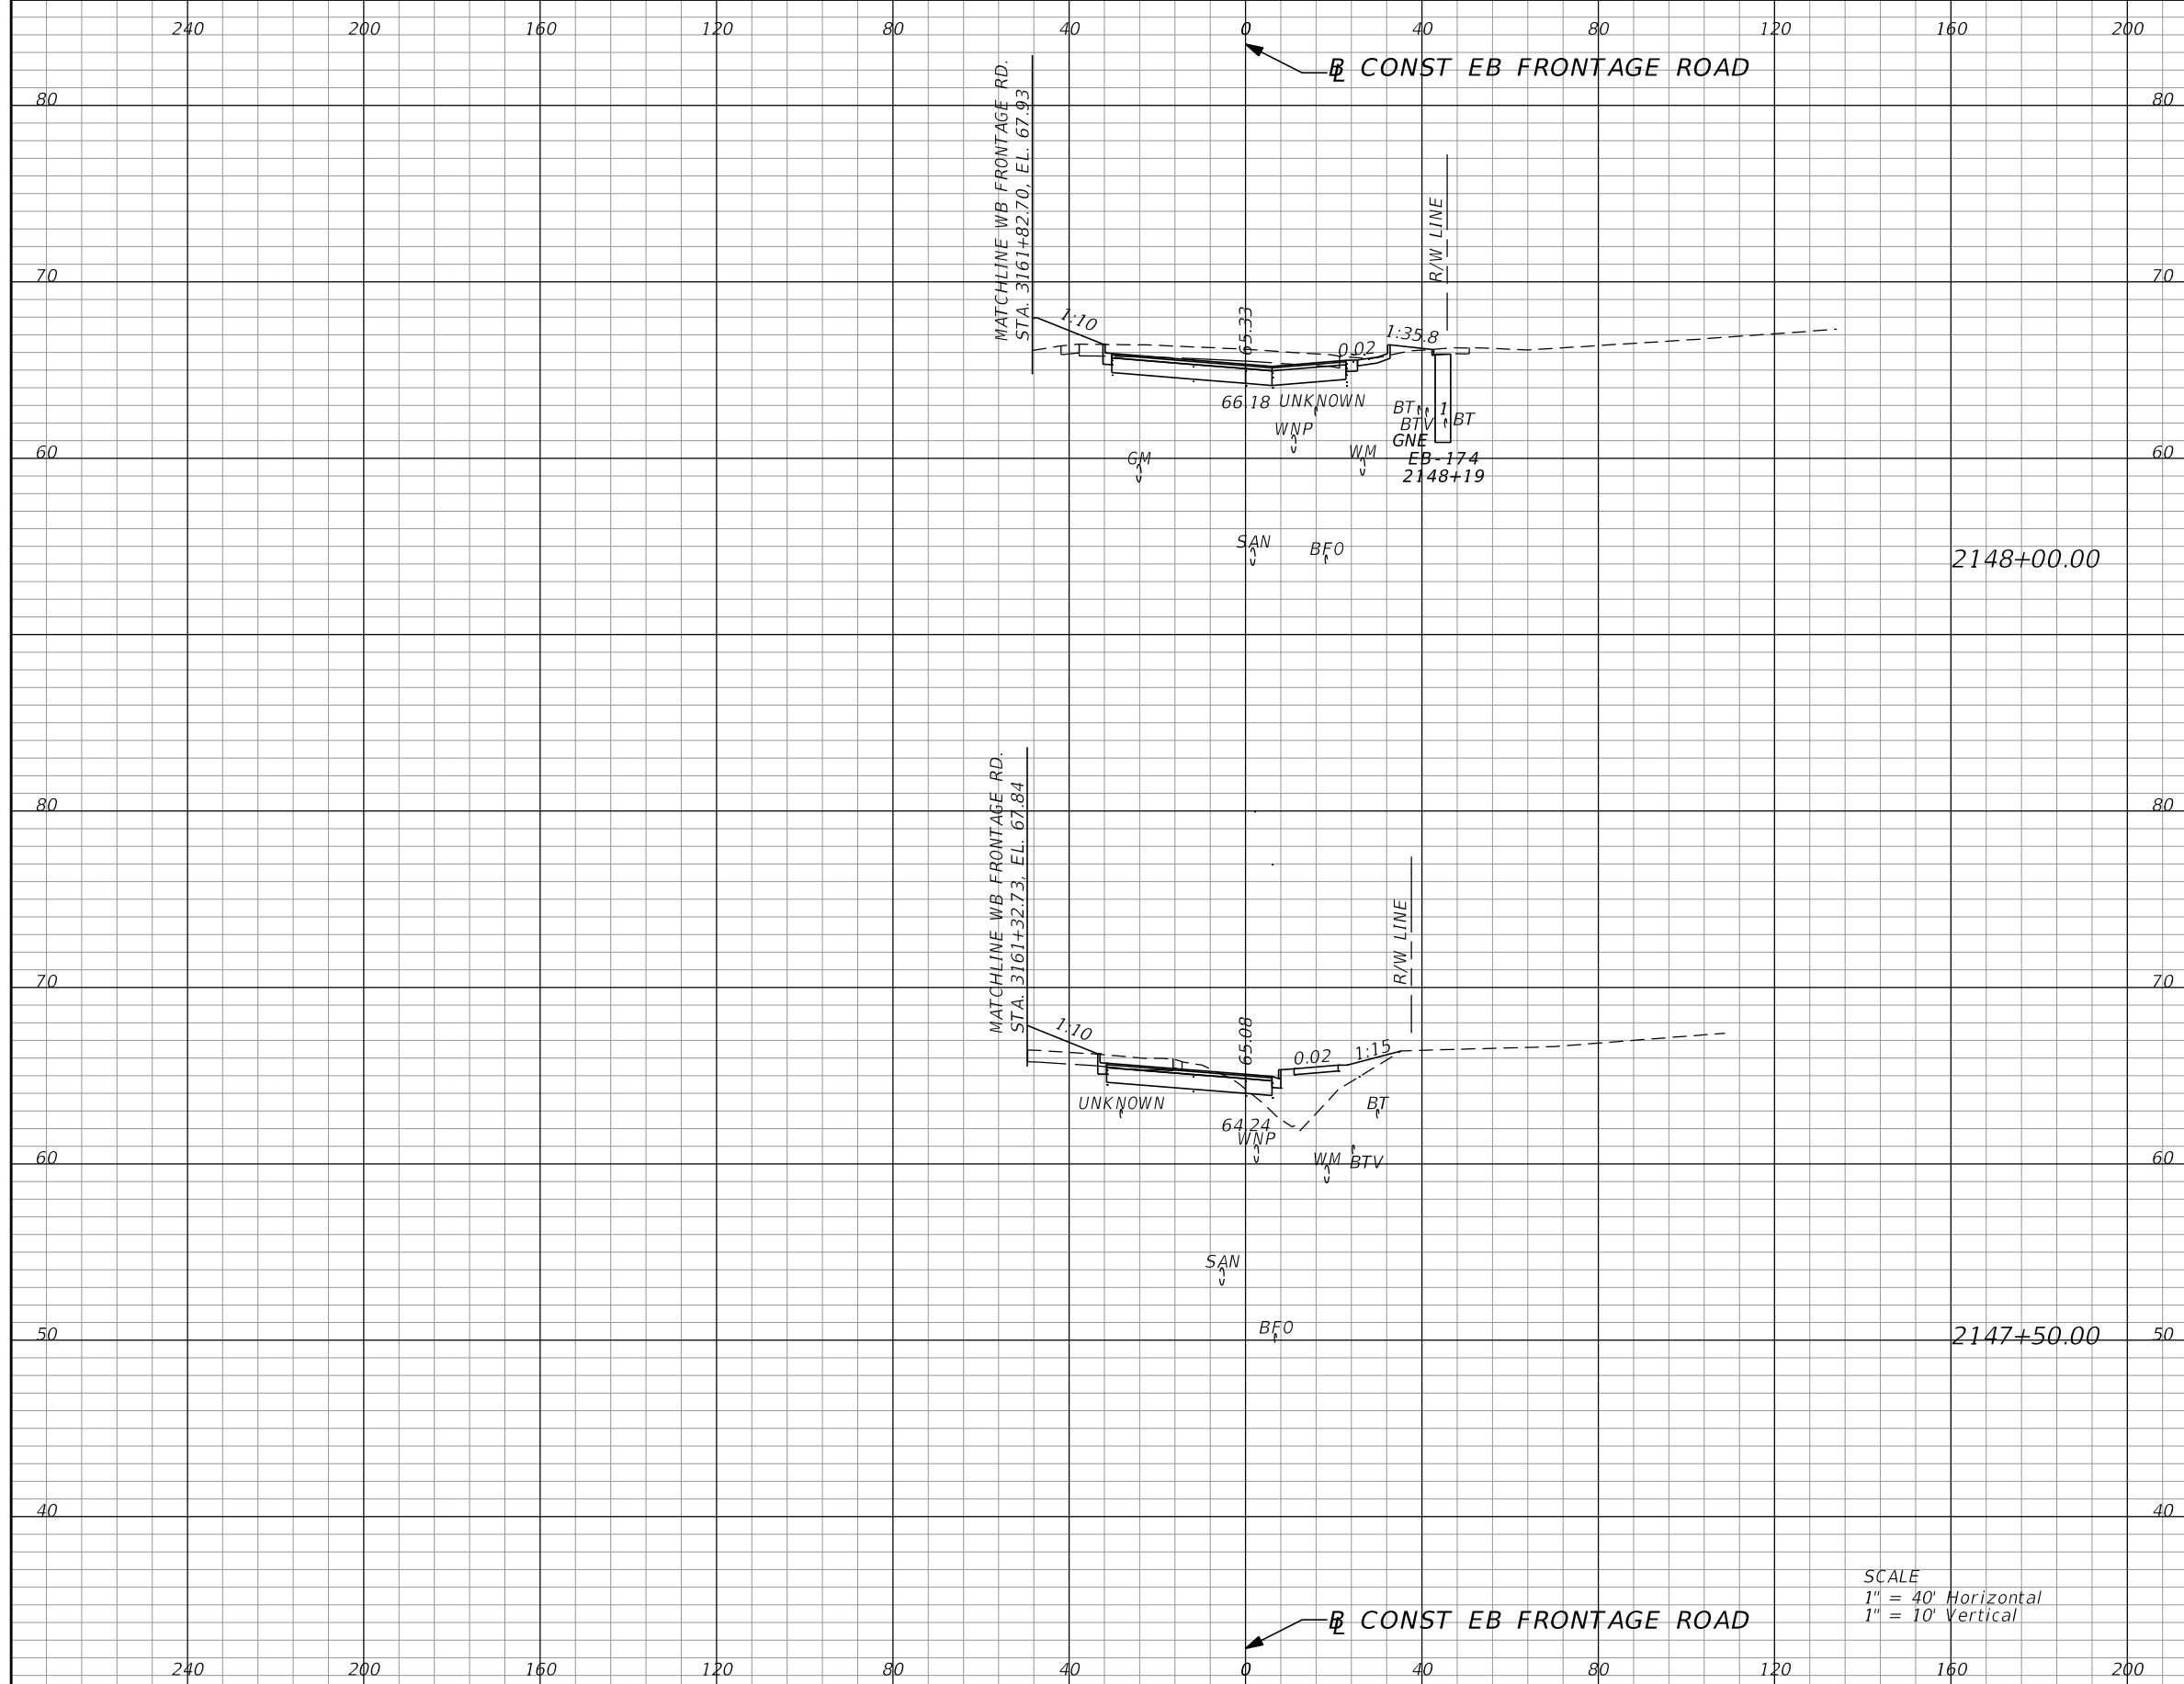 240 200 160 120 80 40 0 40 80 120 160 200
BL CONST EB FRONTAGE ROAD
80 80
MATCHLINE WB FRONTAGE RD.
STA. 3161+82.70, EL. 67.93
R/W LINE
70 70
1:10
65.33
0.02
1:35.8
66.18
UNKNOWN
BT
1
BT
BTV
WNP
GNE
WM
GM
60 60
EB-174
2148+19
SAN
BFO
2148+00.00
80 80
MATCHLINE WB FRONTAGE RD.
STA. 3161+32.73, EL. 67.84
R/W LINE
70 70
1:10
65.08
0.02
1:15
UNKNOWN
BT
64.24
WNP
WM
BTV
60 60
SAN
BFO
50 50
2147+50.00
40 40
SCALE
1" = 40' Horizontal
1" = 10' Vertical
BL CONST EB FRONTAGE ROAD
240 200 160 120 80 40 0 40 80 120 160 200